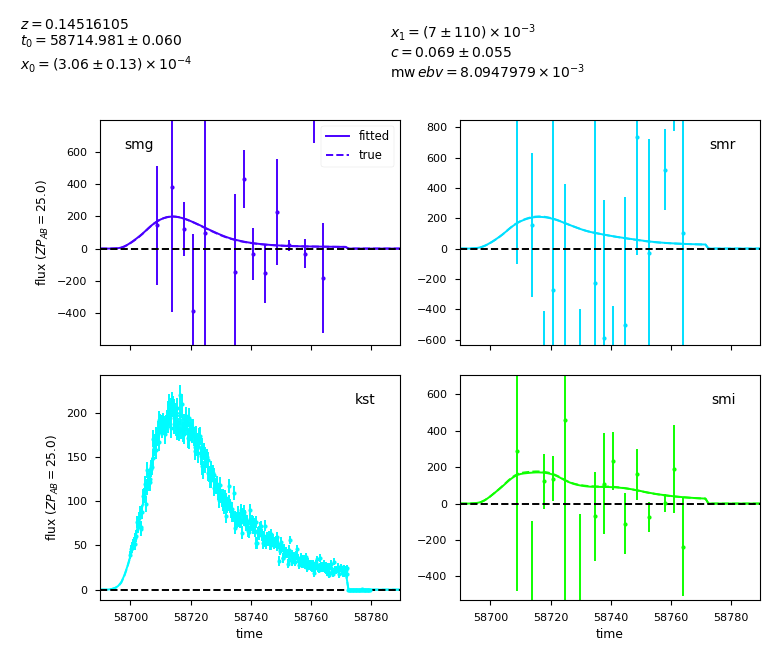 z = 0.14516105
t₀ = 58714.981 ± 0.060
x₀ = (3.06 ± 0.13) × 10⁻⁴
x₁ = (7 ± 110) × 10⁻³
c = 0.069 ± 0.055
mw ebv = 8.0947979 × 10⁻³
smg
fitted
true
600
400
200
0
−200
−400
flux (ZP_AB = 25.0)
smr
800
600
400
200
0
−200
−400
−600
kst
200
150
100
50
0
flux (ZP_AB = 25.0)
58700 58720 58740 58760 58780
time
smi
600
400
200
0
−200
−400
58700 58720 58740 58760 58780
time